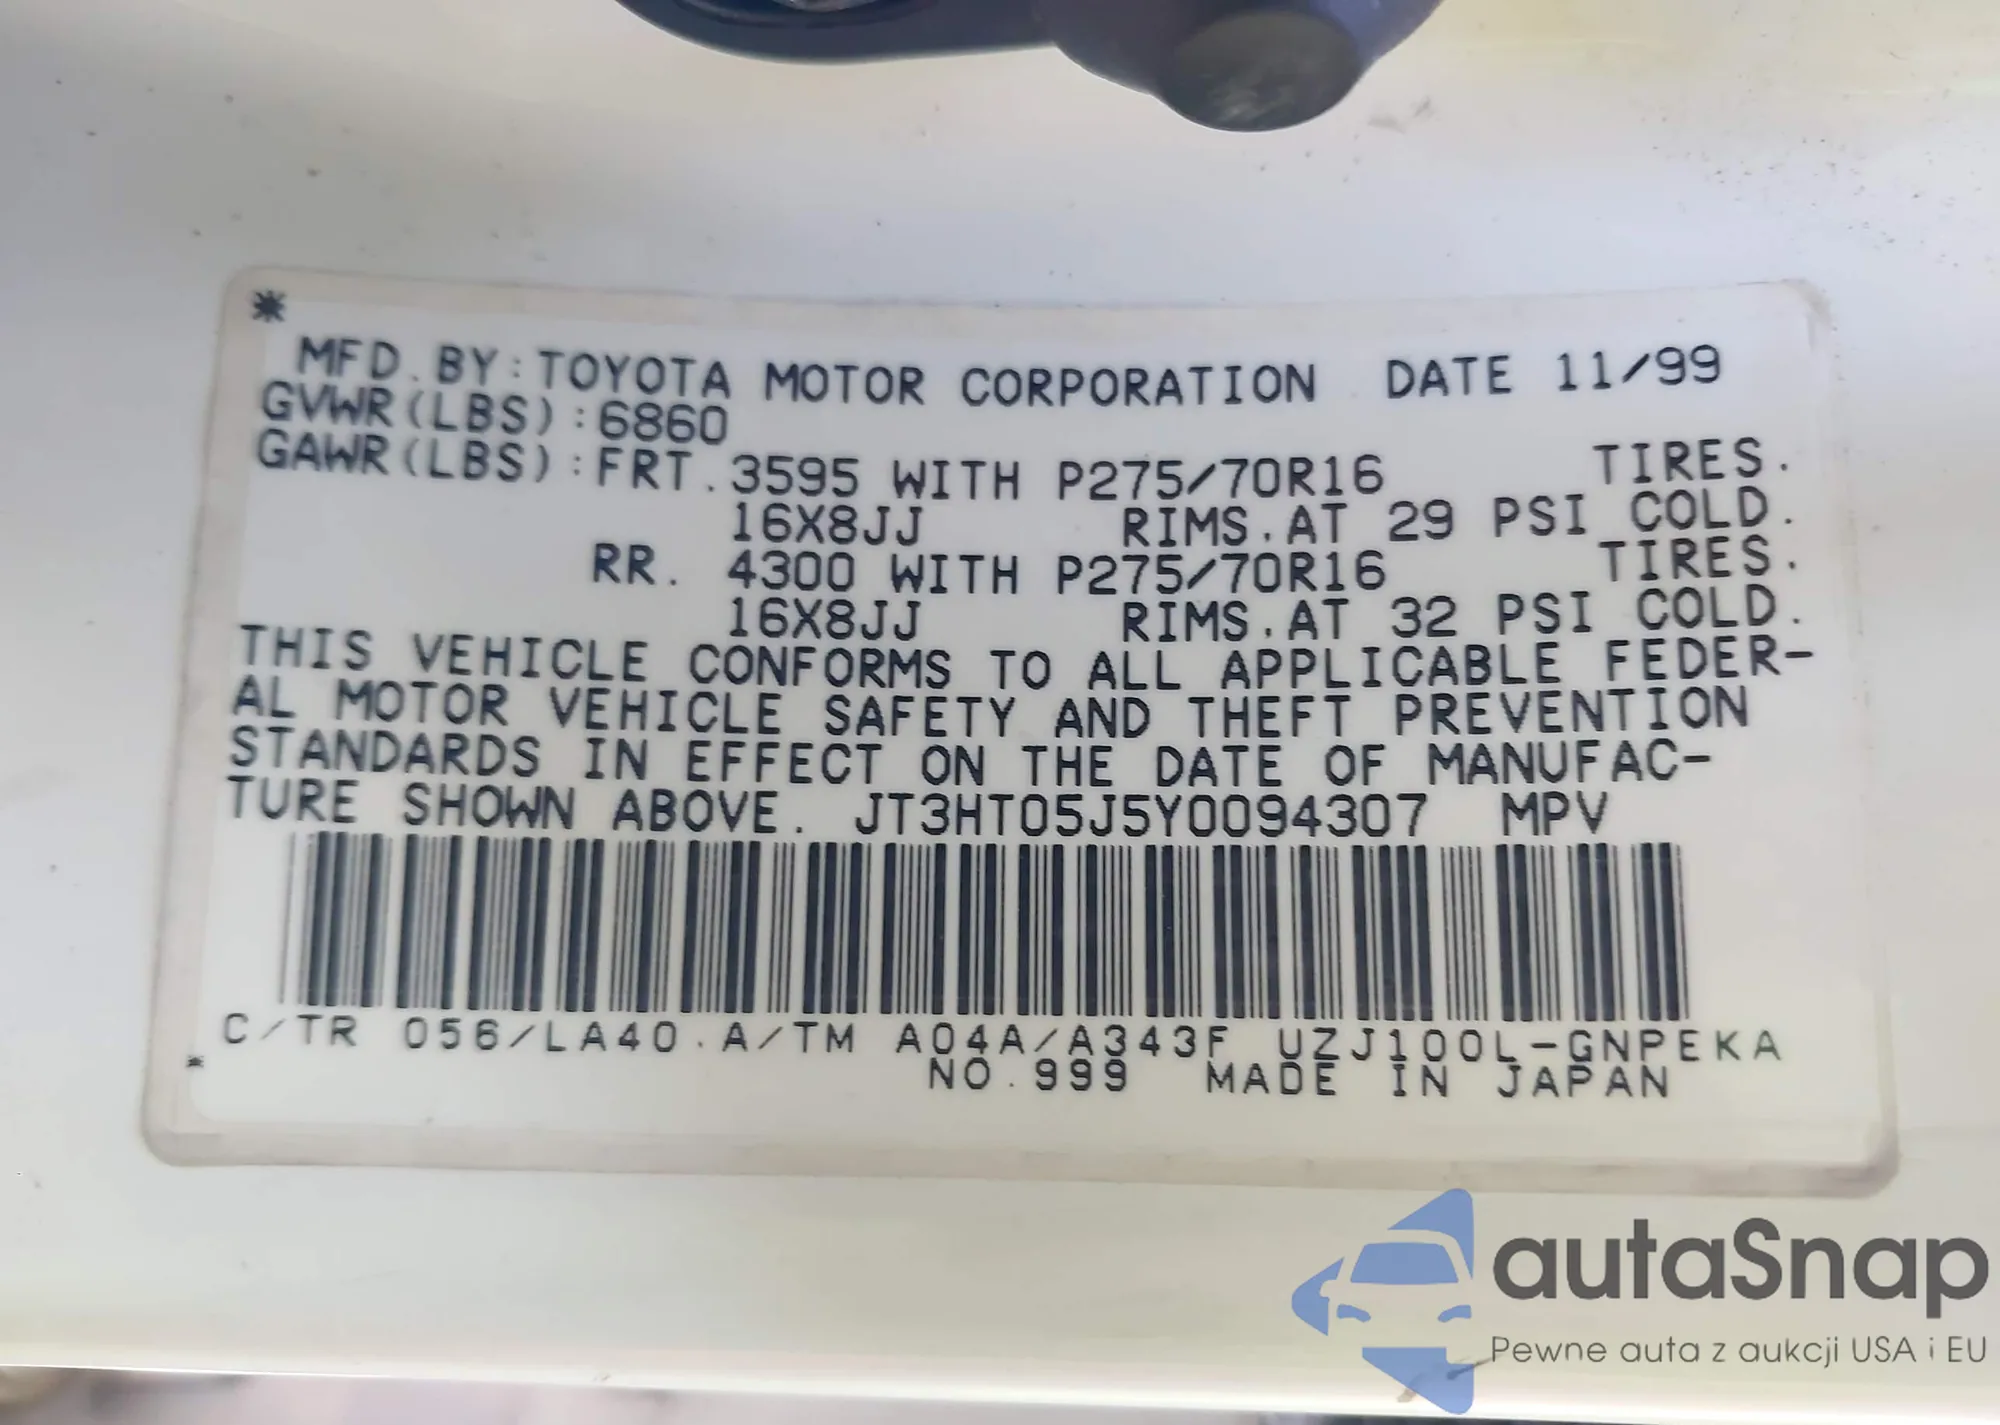 *
MFD.BY:TOYOTA MOTOR CORPORATION DATE 11/99
GVWR(LBS):6860
GAWR(LBS):FRT.3595 WITH P275/70R16 TIRES.
16X8JJ RIMS.AT 29 PSI COLD.
RR. 4300 WITH P275/70R16 TIRES.
16X8JJ RIMS.AT 32 PSI COLD.
THIS VEHICLE CONFORMS TO ALL APPLICABLE FEDER-
AL MOTOR VEHICLE SAFETY AND THEFT PREVENTION
STANDARDS IN EFFECT ON THE DATE OF MANUFAC-
TURE SHOWN ABOVE. JT3HT05J5Y0094307 MPV
C/TR 056/LA40.A/TM A04A/A343F UZJ100L-GNPEKA
* NO.999 MADE IN JAPAN
autaSnap
Pewne auta z aukcji USA i EU